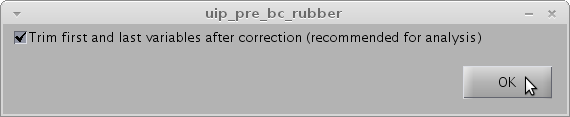 uip_pre_bc_rubber
Trim first and last variables after correction (recommended for analysis)
OK